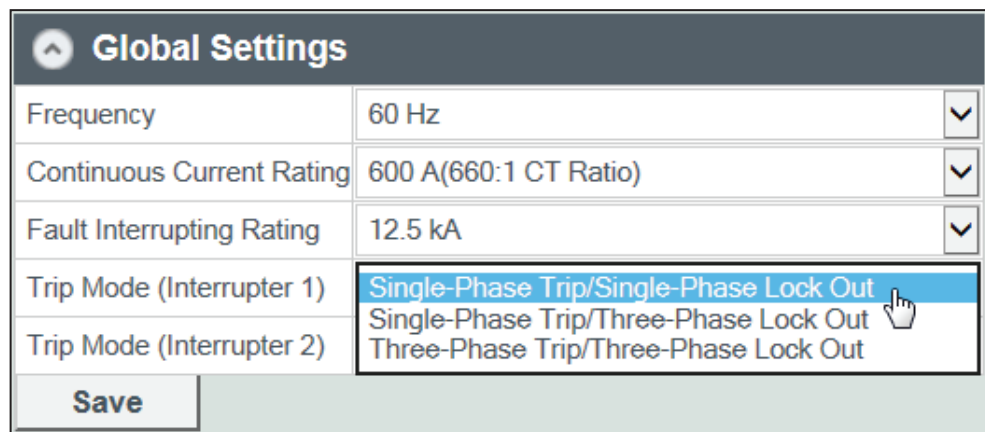 Global Settings
Frequency 60 Hz
Continuous Current Rating 600 A(660:1 CT Ratio)
Fault Interrupting Rating 12.5 kA
Trip Mode (Interrupter 1) Single-Phase Trip/Single-Phase Lock Out
Single-Phase Trip/Three-Phase Lock Out
Trip Mode (Interrupter 2) Three-Phase Trip/Three-Phase Lock Out
Save